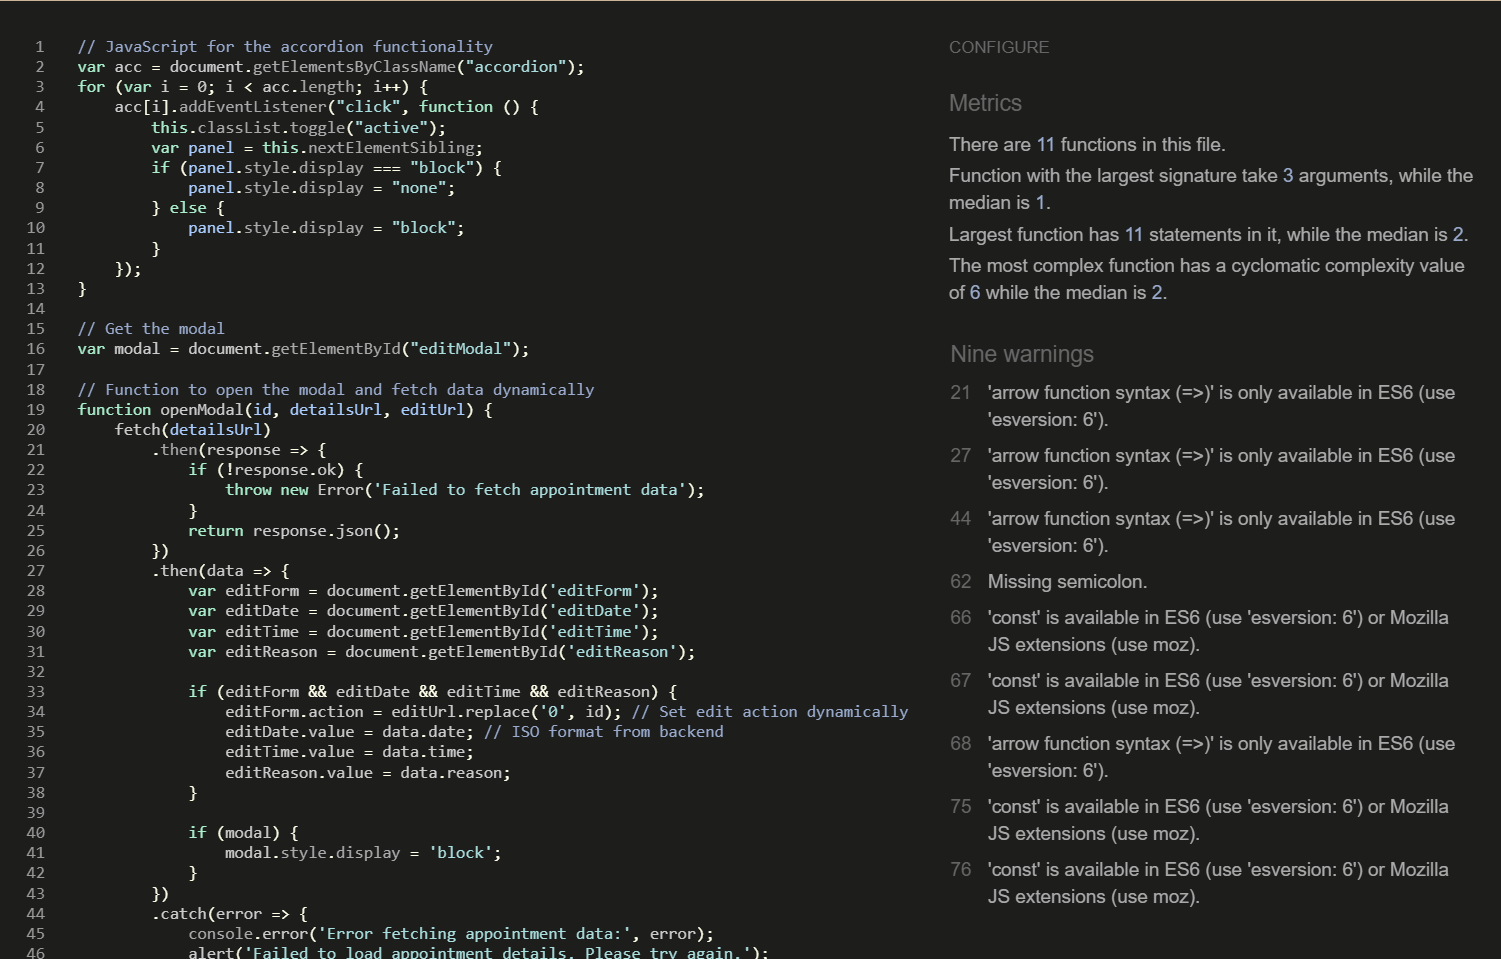 1 // JavaScript for the accordion functionality
2 var acc = document.getElementsByClassName("accordion");
3 for (var i = 0; i < acc.length; i++) {
4 acc[i].addEventListener("click", function () {
5 this.classList.toggle("active");
6 var panel = this.nextElementSibling;
7 if (panel.style.display === "block") {
8 panel.style.display = "none";
9 } else {
10 panel.style.display = "block";
11 }
12 });
13 }
14
15 // Get the modal
16 var modal = document.getElementById("editModal");
17
18 // Function to open the modal and fetch data dynamically
19 function openModal(id, detailsUrl, editUrl) {
20 fetch(detailsUrl)
21 .then(response => {
22 if (!response.ok) {
23 throw new Error('Failed to fetch appointment data');
24 }
25 return response.json();
26 })
27 .then(data => {
28 var editForm = document.getElementById('editForm');
29 var editDate = document.getElementById('editDate');
30 var editTime = document.getElementById('editTime');
31 var editReason = document.getElementById('editReason');
32
33 if (editForm && editDate && editTime && editReason) {
34 editForm.action = editUrl.replace('0', id); // Set edit action dynamically
35 editDate.value = data.date; // ISO format from backend
36 editTime.value = data.time;
37 editReason.value = data.reason;
38 }
39
40 if (modal) {
41 modal.style.display = 'block';
42 }
43 })
44 .catch(error => {
45 console.error('Error fetching appointment data:', error);
46 alert('Failed to load appointment details. Please try again.');
CONFIGURE
Metrics
There are 11 functions in this file.
Function with the largest signature take 3 arguments, while the
median is 1.
Largest function has 11 statements in it, while the median is 2.
The most complex function has a cyclomatic complexity value
of 6 while the median is 2.
Nine warnings
21 'arrow function syntax (=>)' is only available in ES6 (use
'esversion: 6').
27 'arrow function syntax (=>)' is only available in ES6 (use
'esversion: 6').
44 'arrow function syntax (=>)' is only available in ES6 (use
'esversion: 6').
62 Missing semicolon.
66 'const' is available in ES6 (use 'esversion: 6') or Mozilla
JS extensions (use moz).
67 'const' is available in ES6 (use 'esversion: 6') or Mozilla
JS extensions (use moz).
68 'arrow function syntax (=>)' is only available in ES6 (use
'esversion: 6').
75 'const' is available in ES6 (use 'esversion: 6') or Mozilla
JS extensions (use moz).
76 'const' is available in ES6 (use 'esversion: 6') or Mozilla
JS extensions (use moz).